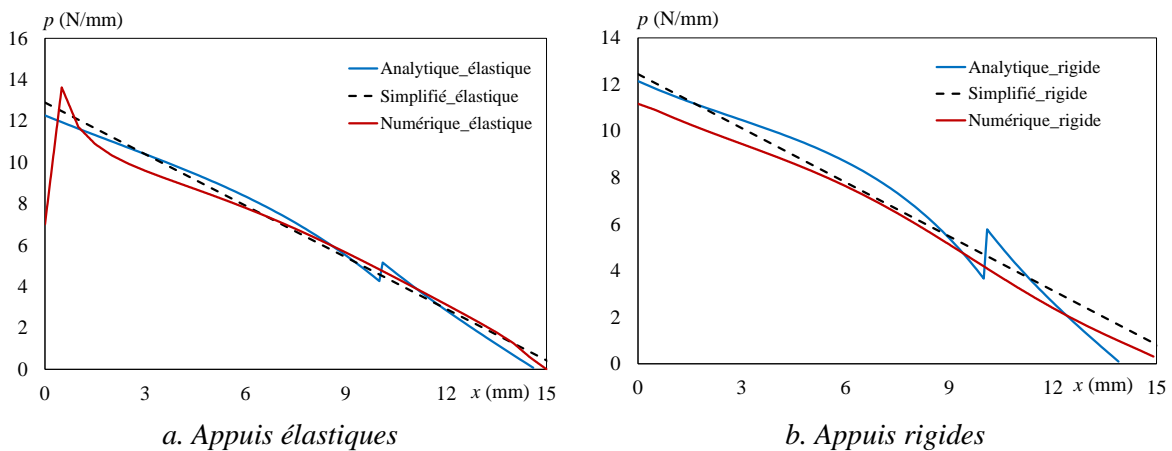 p (N/mm)
16
14
12
10
8
6
4
2
0
0
3
6
9
12
x (mm)
15
Analytique_élastique
Simplifié_élastique
Numérique_élastique
a. Appuis élastiques
p (N/mm)
14
12
10
8
6
4
2
0
0
3
6
9
12
x (mm)
15
Analytique_rigide
Simplifié_rigide
Numérique_rigide
b. Appuis rigides